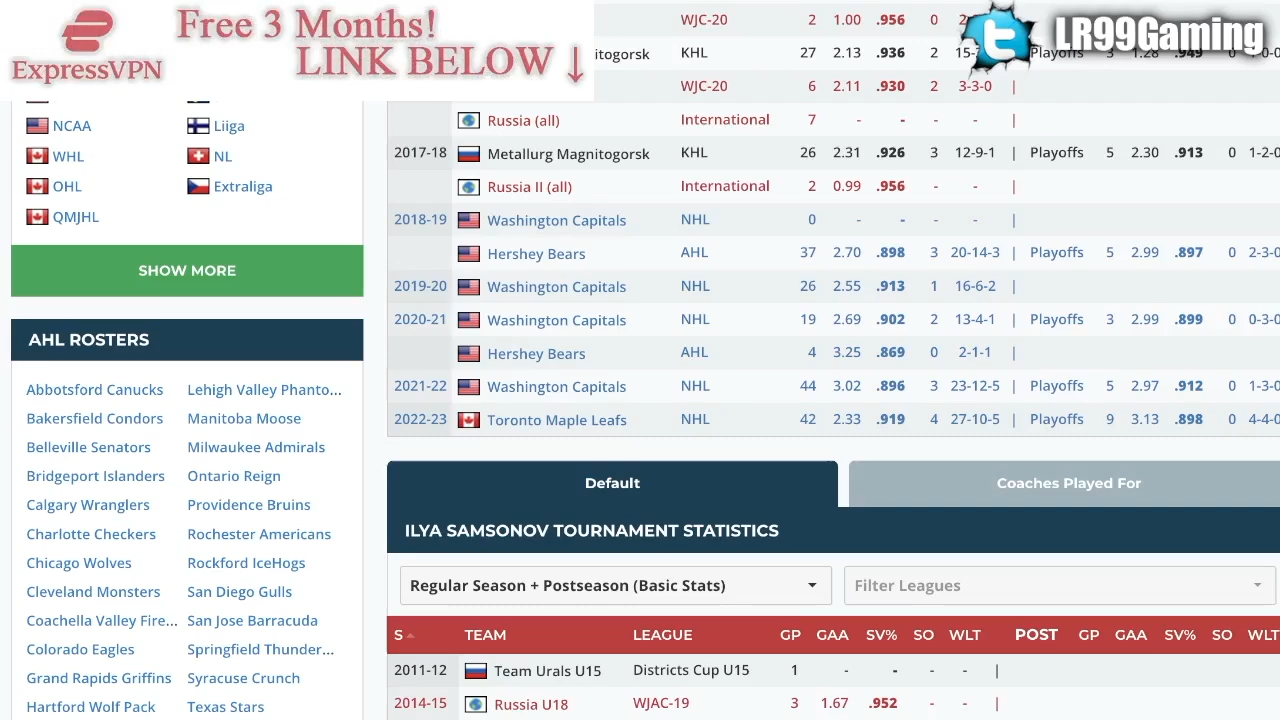 ExpressVPN
Free 3 Months!
LINK BELOW ↓
LR99Gaming
WJC-20 2 1.00 .956 0
nitogorsk KHL 27 2.13 .936 2 Playoffs 3 1.28 .949
WJC-20 6 2.11 .930 2 3-3-0 |
Russia (all) International 7 - - - - |
2017-18 Metallurg Magnitogorsk KHL 26 2.31 .926 3 12-9-1 | Playoffs 5 2.30 .913 0 1-2-0
Russia II (all) International 2 0.99 .956 - - |
2018-19 Washington Capitals NHL 0 - - - - |
Hershey Bears AHL 37 2.70 .898 3 20-14-3 | Playoffs 5 2.99 .897 0 2-3-0
2019-20 Washington Capitals NHL 26 2.55 .913 1 16-6-2 |
2020-21 Washington Capitals NHL 19 2.69 .902 2 13-4-1 | Playoffs 3 2.99 .899 0 0-3-0
Hershey Bears AHL 4 3.25 .869 0 2-1-1 |
2021-22 Washington Capitals NHL 44 3.02 .896 3 23-12-5 | Playoffs 5 2.97 .912 0 1-3-0
2022-23 Toronto Maple Leafs NHL 42 2.33 .919 4 27-10-5 | Playoffs 9 3.13 .898 0 4-4-0
NCAA Liiga
WHL NL
OHL Extraliga
QMJHL
SHOW MORE
AHL ROSTERS
Abbotsford Canucks Lehigh Valley Phanto...
Bakersfield Condors Manitoba Moose
Belleville Senators Milwaukee Admirals
Bridgeport Islanders Ontario Reign
Calgary Wranglers Providence Bruins
Charlotte Checkers Rochester Americans
Chicago Wolves Rockford IceHogs
Cleveland Monsters San Diego Gulls
Coachella Valley Fire... San Jose Barracuda
Colorado Eagles Springfield Thunder...
Grand Rapids Griffins Syracuse Crunch
Hartford Wolf Pack Texas Stars
Default Coaches Played For
ILYA SAMSONOV TOURNAMENT STATISTICS
Regular Season + Postseason (Basic Stats) Filter Leagues
S TEAM LEAGUE GP GAA SV% SO WLT POST GP GAA SV% SO WLT
2011-12 Team Urals U15 Districts Cup U15 1 - - - - |
2014-15 Russia U18 WJAC-19 3 1.67 .952 - - |